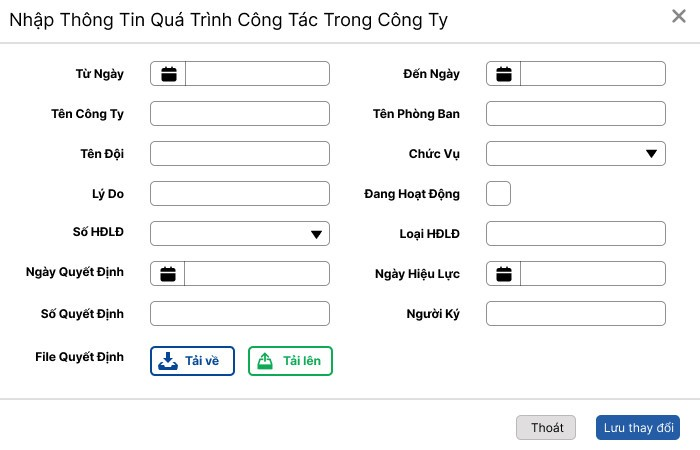 Nhập Thông Tin Quá Trình Công Tác Trong Công Ty
Từ Ngày
Đến Ngày
Tên Công Ty
Tên Phòng Ban
Tên Đội
Chức Vụ
Lý Do
Đang Hoạt Động
Số HĐLĐ
Loại HĐLĐ
Ngày Quyết Định
Ngày Hiệu Lực
Số Quyết Định
Người Ký
File Quyết Định
Tải về
Tải lên
Thoát
Lưu thay đổi